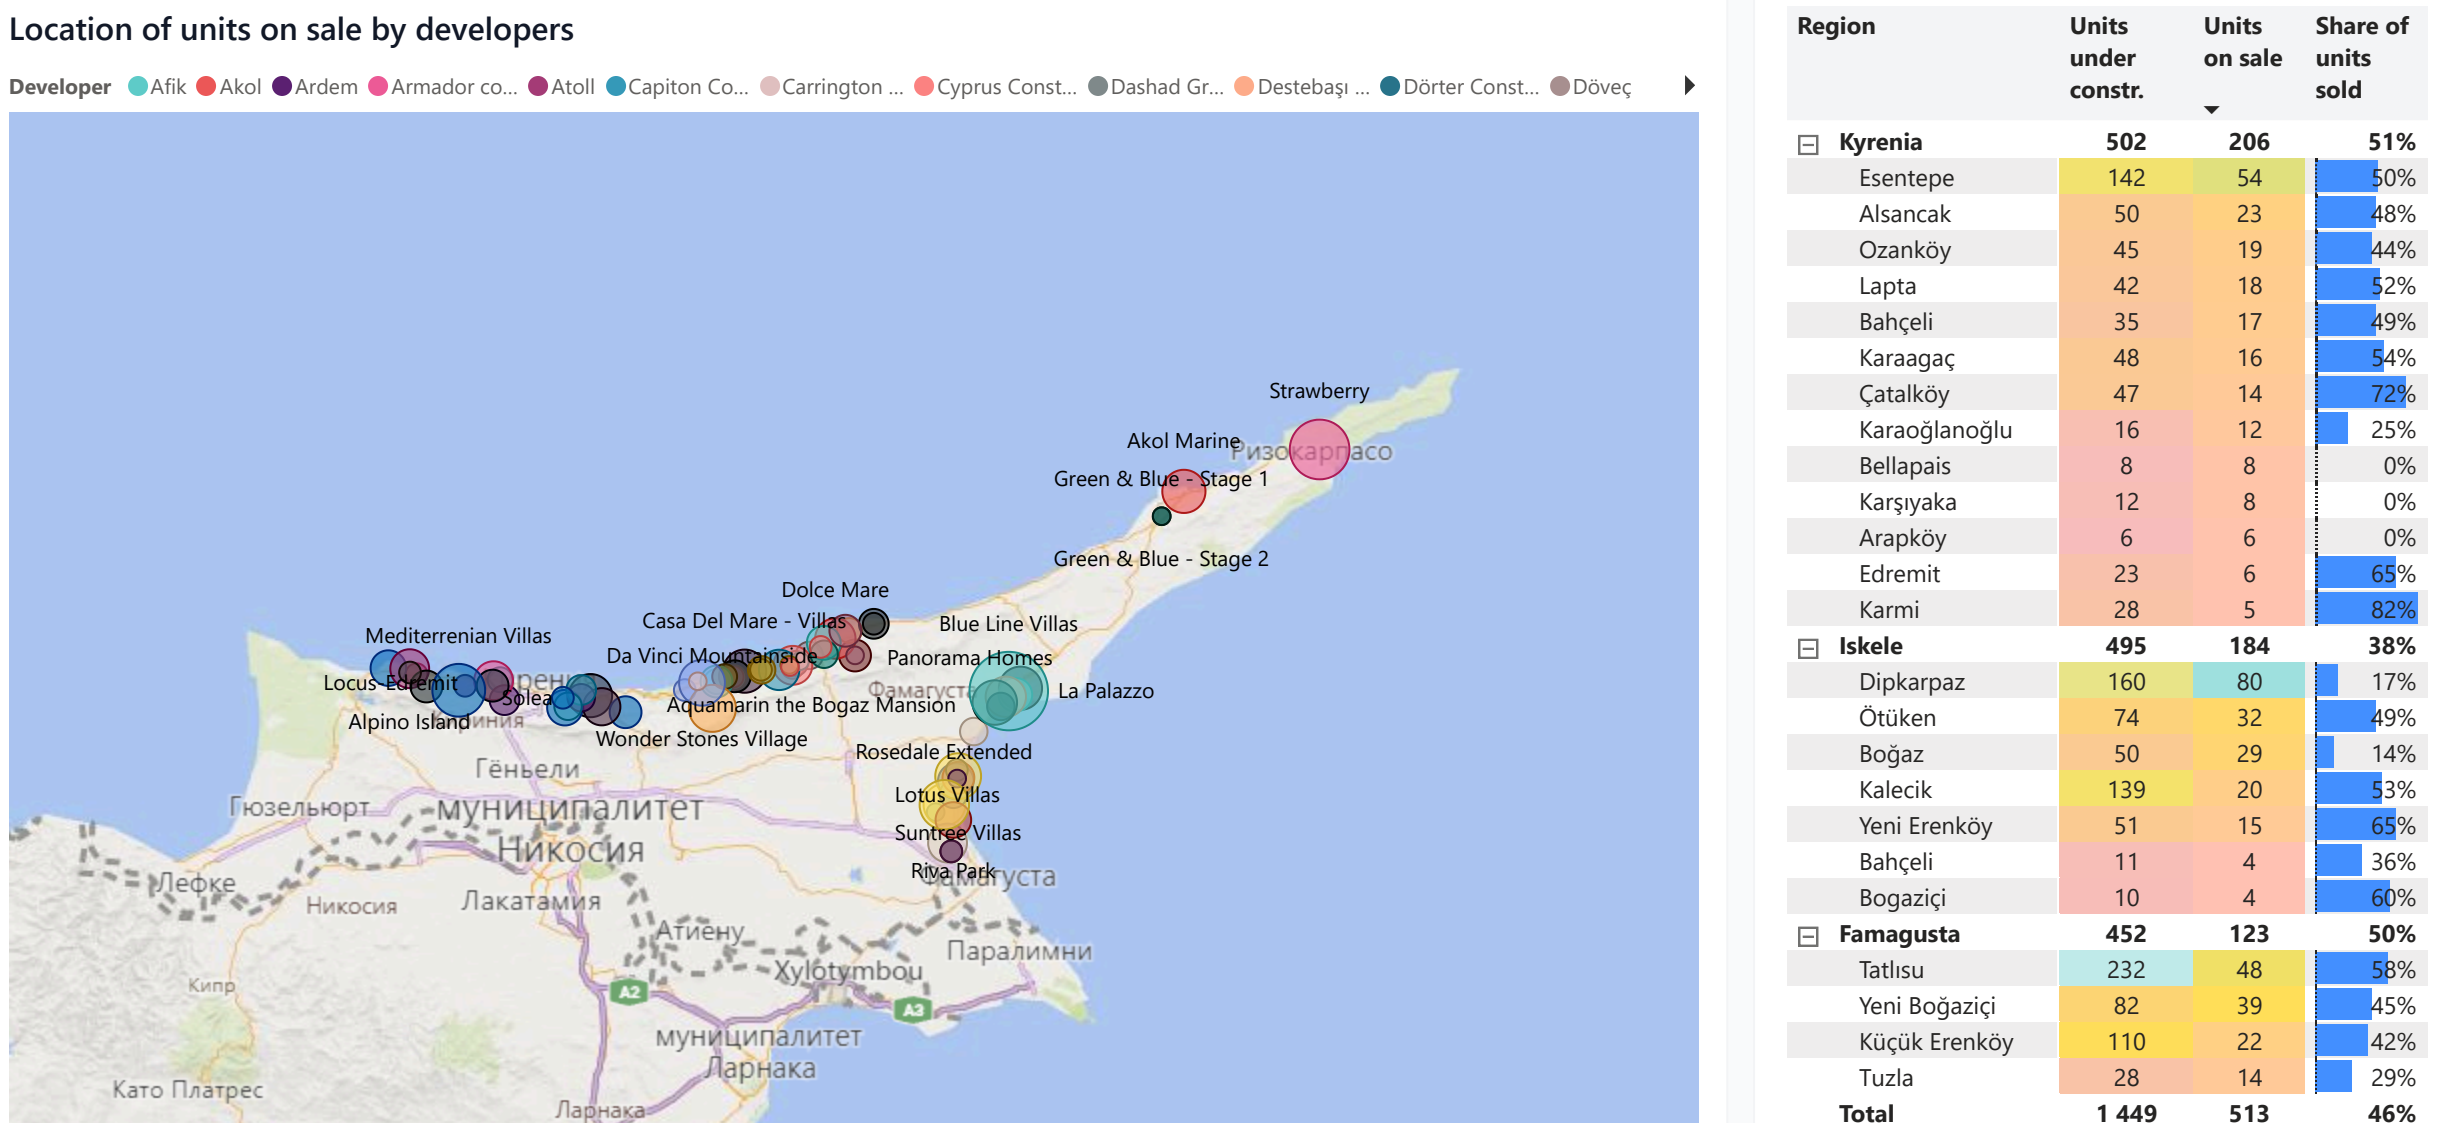 Location of units on sale by developers
Developer Afik Akol Ardem Armador co... Atoll Capiton Co... Carrington ... Cyprus Const... Dashad Gr... Destebaşı ... Dörter Const... Döveç
Strawberry
Akol Marine
Ризокарпасо
Green & Blue - Stage 1
Green & Blue - Stage 2
Dolce Mare
Casa Del Mare - Villas
Blue Line Villas
Mediterrenian Villas
Da Vinci Mountainside
Panorama Homes
Locus-Edremit
Фамагуста
La Palazzo
Solea
Aquamarin the Bogaz Mansion
Alpino Island
Wonder Stones Village
Rosedale Extended
Гёньели
Lotus Villas
Гюзельюрт
муниципалитет
Никосия
Suntree Villas
Riva Park
Фамагуста
Лефке
Никосия
Лакатамия
Атиену
Паралимни
Xylotymbou
Кипр
A2
A3
муниципалитет
Ларнака
Като Платрес
Ларнака
Region Units under constr. Units on sale Share of units sold
Kyrenia 502 206 51%
Esentepe 142 54 50%
Alsancak 50 23 48%
Ozanköy 45 19 44%
Lapta 42 18 52%
Bahçeli 35 17 49%
Karaagaç 48 16 54%
Çatalköy 47 14 72%
Karaoğlanoğlu 16 12 25%
Bellapais 8 8 0%
Karşıyaka 12 8 0%
Arapköy 6 6 0%
Edremit 23 6 65%
Karmi 28 5 82%
Iskele 495 184 38%
Dipkarpaz 160 80 17%
Ötüken 74 32 49%
Boğaz 50 29 14%
Kalecik 139 20 53%
Yeni Erenköy 51 15 65%
Bahçeli 11 4 36%
Bogaziçi 10 4 60%
Famagusta 452 123 50%
Tatlısu 232 48 58%
Yeni Boğaziçi 82 39 45%
Küçük Erenköy 110 22 42%
Tuzla 28 14 29%
Total 1 449 513 46%